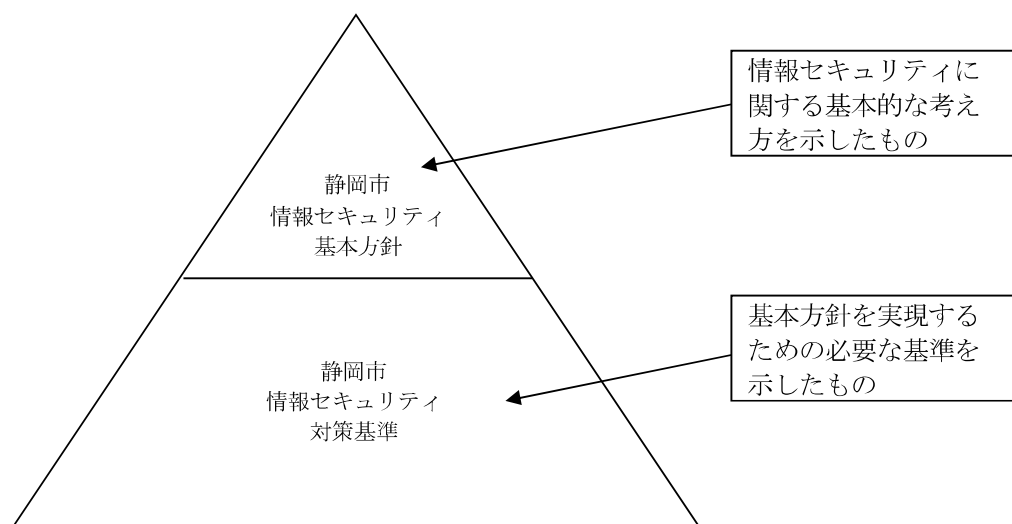 情報セキュリティに
関する基本的な考え
方を示したもの
静岡市
情報セキュリティ
基本方針
基本方針を実現する
ための必要な基準を
示したもの
静岡市
情報セキュリティ
対策基準